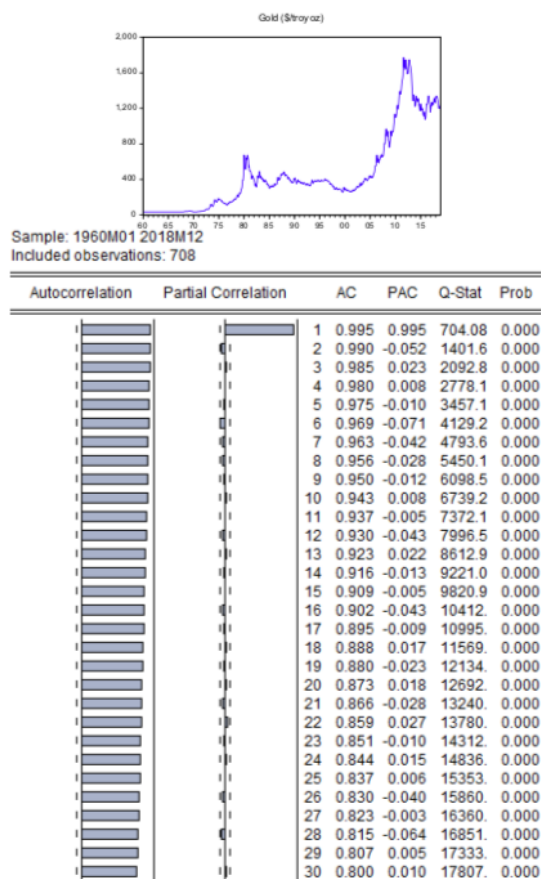 Gold ($/troy oz)
2,000
1,600
1,200
800
400
0
60 65 70 75 80 85 90 95 00 05 10 15
Sample: 1960M01 2018M12
Included observations: 708
Autocorrelation Partial Correlation AC PAC Q-Stat Prob
1 0.995 0.995 704.08 0.000
2 0.990 -0.052 1401.6 0.000
3 0.985 0.023 2092.8 0.000
4 0.980 0.008 2778.1 0.000
5 0.975 -0.010 3457.1 0.000
6 0.969 -0.071 4129.2 0.000
7 0.963 -0.042 4793.6 0.000
8 0.956 -0.028 5450.1 0.000
9 0.950 -0.012 6098.5 0.000
10 0.943 0.008 6739.2 0.000
11 0.937 -0.005 7372.1 0.000
12 0.930 -0.043 7996.5 0.000
13 0.923 0.022 8612.9 0.000
14 0.916 -0.013 9221.0 0.000
15 0.909 -0.005 9820.9 0.000
16 0.902 -0.043 10412. 0.000
17 0.895 -0.009 10995. 0.000
18 0.888 0.017 11569. 0.000
19 0.880 -0.023 12134. 0.000
20 0.873 0.018 12692. 0.000
21 0.866 -0.028 13240. 0.000
22 0.859 0.027 13780. 0.000
23 0.851 -0.010 14312. 0.000
24 0.844 0.015 14836. 0.000
25 0.837 0.006 15353. 0.000
26 0.830 -0.040 15860. 0.000
27 0.823 -0.003 16360. 0.000
28 0.815 -0.064 16851. 0.000
29 0.807 0.005 17333. 0.000
30 0.800 0.010 17807. 0.000